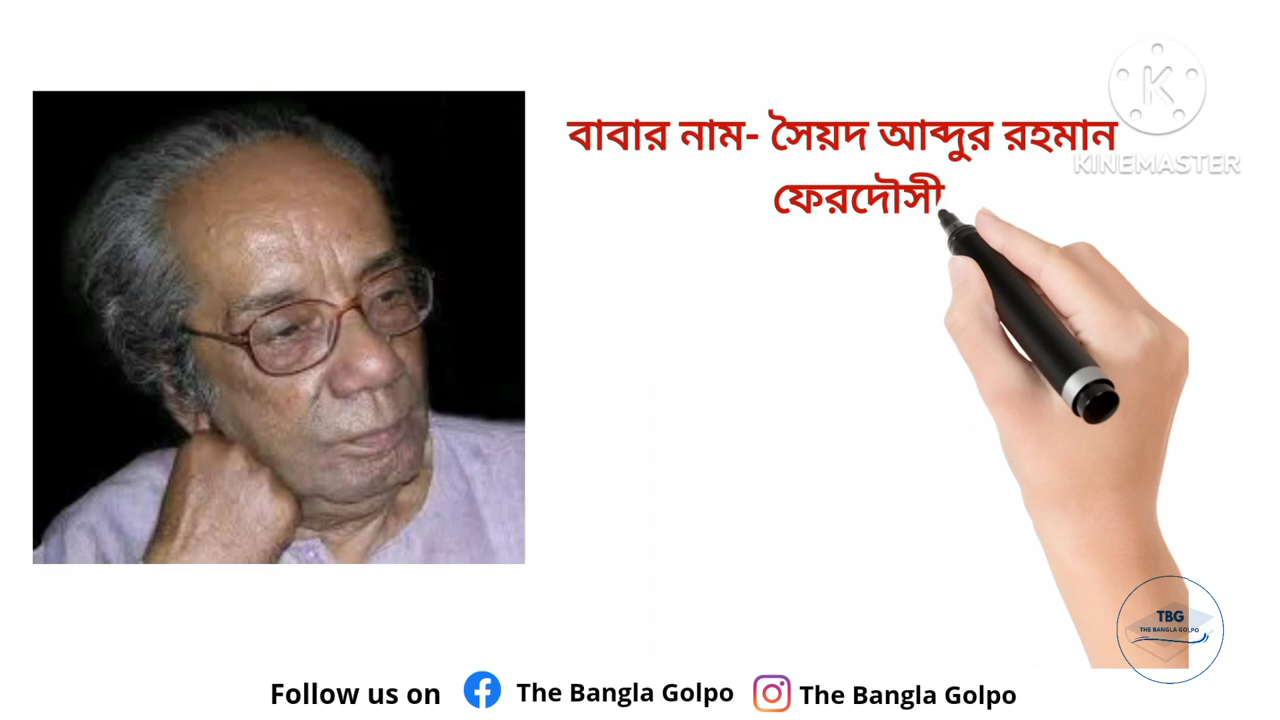 বাবার নাম- সৈয়দ আব্দুর রহমান
ফেরদৌসী
KINEMASTER
TBG
THE BANGLA GOLPO
Follow us on The Bangla Golpo The Bangla Golpo